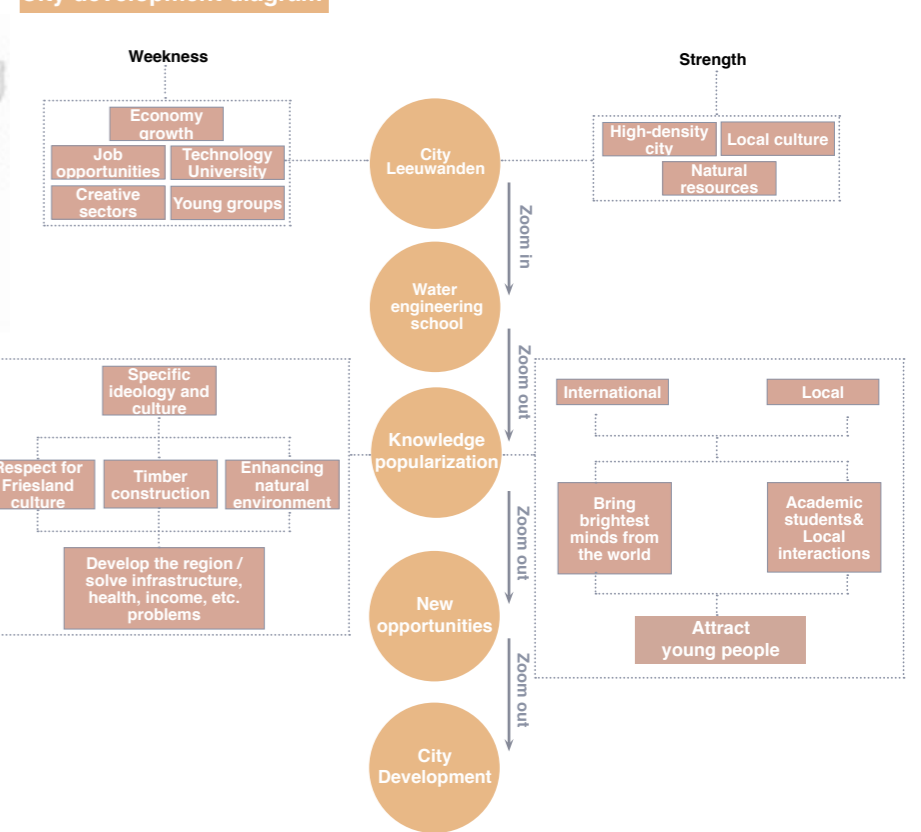 City development diagram
Weekness
Strength
Economy
growth
Job
opportunities
Technology
University
Creative
sectors
Young groups
City
Leeuwanden
High-density
city
Local culture
Natural
resources
Zoom in
Water
engineering
school
Zoom out
Specific
ideology and
culture
Respect for
Friesland
culture
Timber
construction
Enhancing
natural
environment
Develop the region /
solve infrastructure,
health, income, etc.
problems
Knowledge
popularization
International
Local
Bring
brightest
minds from
the world
Academic
students&
Local
interactions
Attract
young people
Zoom out
New
opportunities
Zoom out
City
Development